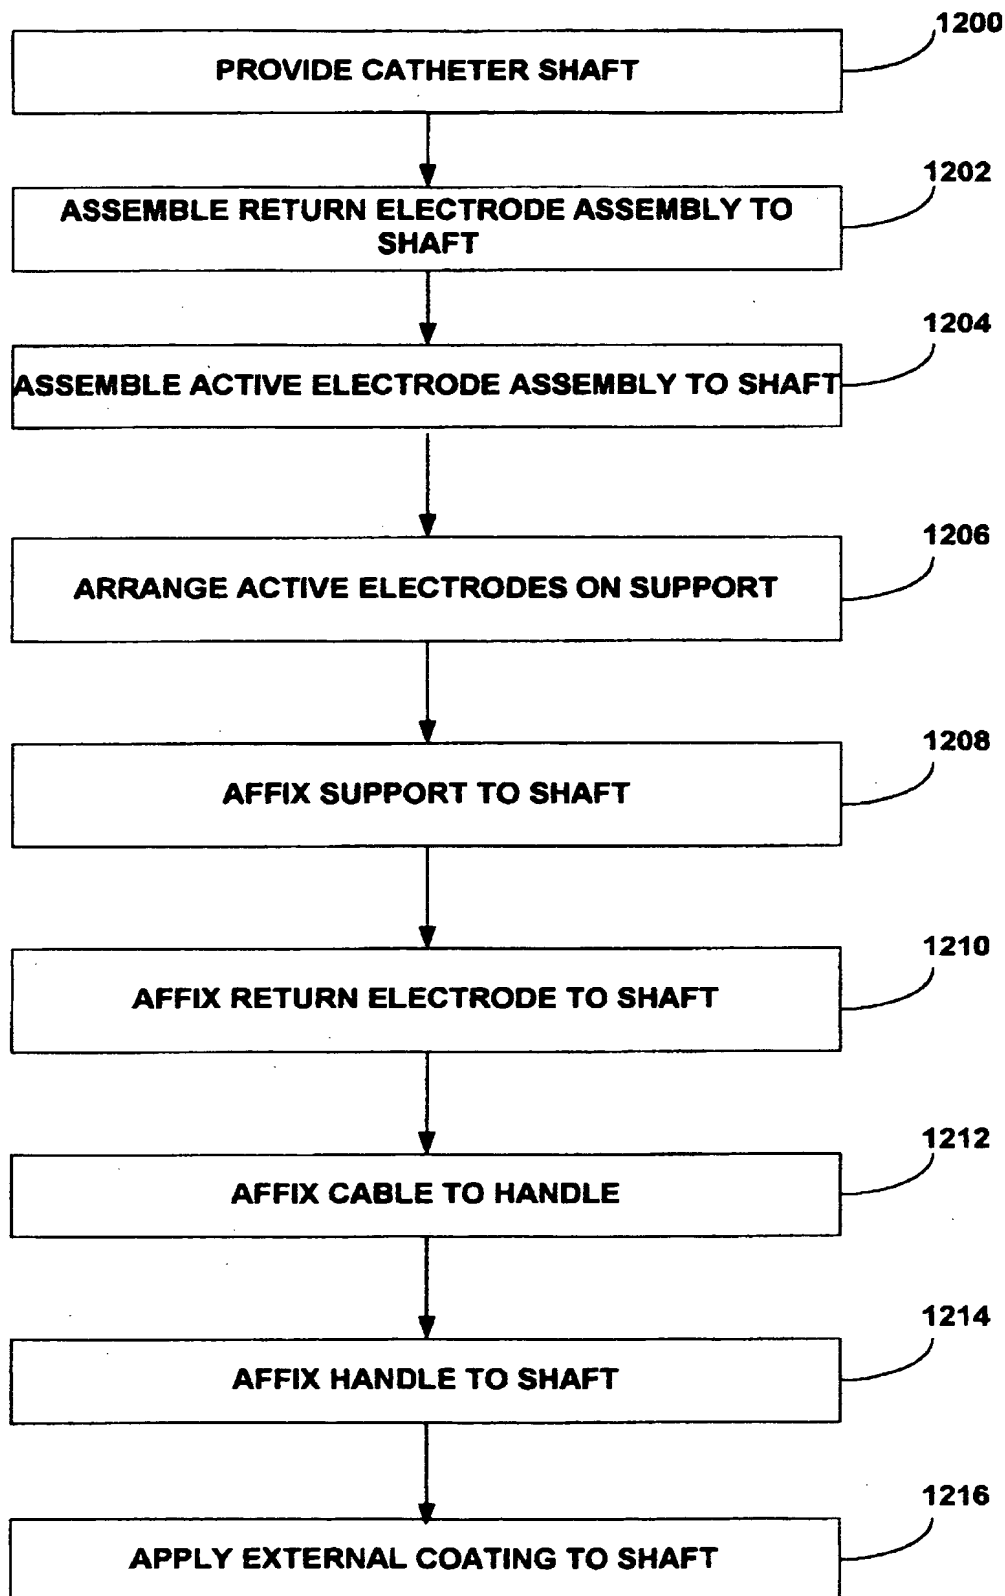 1200
PROVIDE CATHETER SHAFT
1202
ASSEMBLE RETURN ELECTRODE ASSEMBLY TO
SHAFT
1204
ASSEMBLE ACTIVE ELECTRODE ASSEMBLY TO SHAFT
1206
ARRANGE ACTIVE ELECTRODES ON SUPPORT
1208
AFFIX SUPPORT TO SHAFT
1210
AFFIX RETURN ELECTRODE TO SHAFT
1212
AFFIX CABLE TO HANDLE
1214
AFFIX HANDLE TO SHAFT
1216
APPLY EXTERNAL COATING TO SHAFT